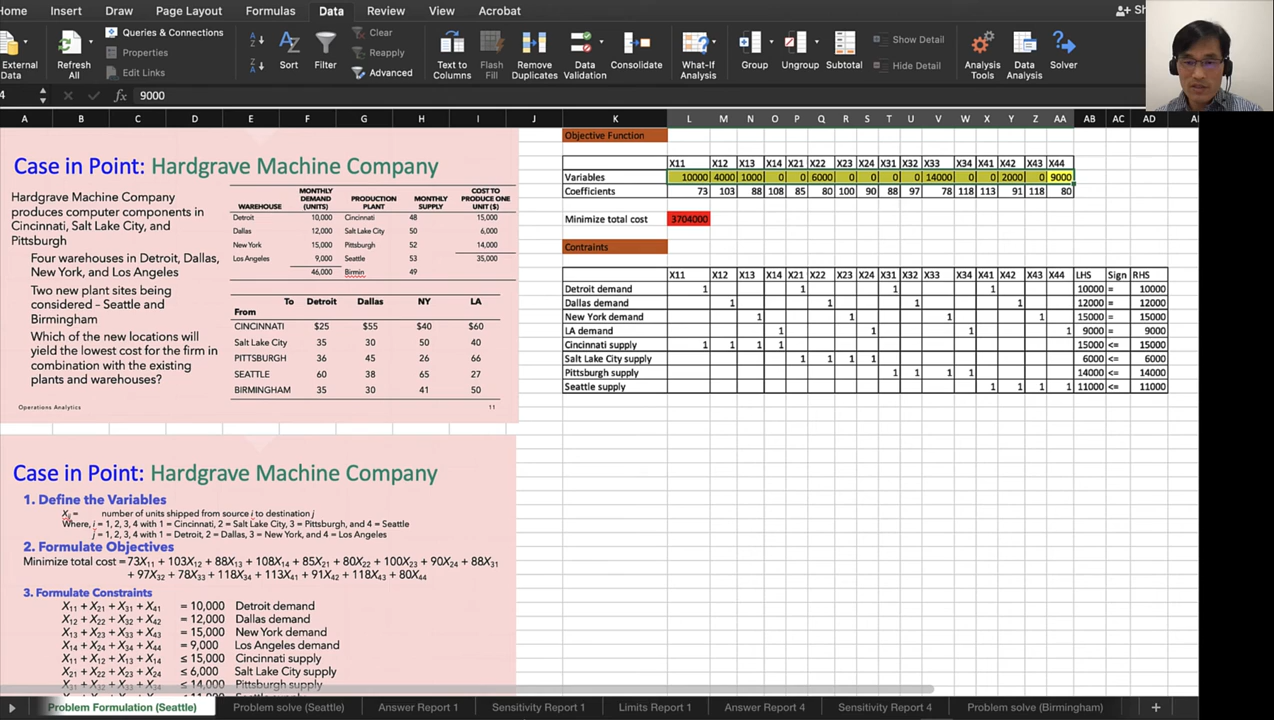 Home Insert Draw Page Layout Formulas Data Review View Acrobat
External Data
Refresh All
Queries & Connections
Properties
Edit Links
Sort
Filter
Clear
Reapply
Advanced
Text to Columns
Flash Fill
Remove Duplicates
Data Validation
Consolidate
What-If Analysis
Group
Ungroup
Subtotal
Show Detail
Hide Detail
Analysis Tools
Data Analysis
Solver
4 fx 9000
A B C D E F G H I J K L M N O P Q R S T U V W X Y Z AA AB AC AD
Case in Point: Hardgrave Machine Company
Hardgrave Machine Company
produces computer components in
Cincinnati, Salt Lake City, and
Pittsburgh
Four warehouses in Detroit, Dallas,
New York, and Los Angeles
Two new plant sites being
considered – Seattle and
Birmingham
Which of the new locations will
yield the lowest cost for the firm in
combination with the existing
plants and warehouses?
WAREHOUSE MONTHLY DEMAND (UNITS) PRODUCTION PLANT MONTHLY SUPPLY COST TO PRODUCE ONE UNIT ($)
Detroit 10,000 Cincinnati 48 15,000
Dallas 12,000 Salt Lake City 50 6,000
New York 15,000 Pittsburgh 52 14,000
Los Angeles 9,000 Seattle 53 35,000
46,000 Birmin 49
To Detroit Dallas NY LA
From
CINCINNATI $25 $55 $40 $60
Salt Lake City 35 30 50 40
PITTSBURGH 36 45 26 66
SEATTLE 60 38 65 27
BIRMINGHAM 35 30 41 50
Operations Analytics 11
Case in Point: Hardgrave Machine Company
1. Define the Variables
Xij = number of units shipped from source i to destination j
Where, i = 1, 2, 3, 4 with 1 = Cincinnati, 2 = Salt Lake City, 3 = Pittsburgh, and 4 = Seattle
j = 1, 2, 3, 4 with 1 = Detroit, 2 = Dallas, 3 = New York, and 4 = Los Angeles
2. Formulate Objectives
Minimize total cost =73X11 + 103X12 + 88X13 + 108X14 + 85X21 + 80X22 + 100X23 + 90X24 + 88X31
+ 97X32 + 78X33 + 118X34 + 113X41 + 91X42 + 118X43 + 80X44
3. Formulate Constraints
X11 + X21 + X31 + X41 = 10,000 Detroit demand
X12 + X22 + X32 + X42 = 12,000 Dallas demand
X13 + X23 + X33 + X43 = 15,000 New York demand
X14 + X24 + X34 + X44 = 9,000 Los Angeles demand
X11 + X12 + X13 + X14 ≤ 15,000 Cincinnati supply
X21 + X22 + X23 + X24 ≤ 6,000 Salt Lake City supply
X31 + X32 + X33 + X34 ≤ 14,000 Pittsburgh supply
Objective Function
X11 X12 X13 X14 X21 X22 X23 X24 X31 X32 X33 X34 X41 X42 X43 X44
Variables 10000 4000 1000 0 0 6000 0 0 0 0 14000 0 0 2000 0 9000
Coefficients 73 103 88 108 85 80 100 90 88 97 78 118 113 91 118 80
Minimize total cost 3704000
Contraints
X11 X12 X13 X14 X21 X22 X23 X24 X31 X32 X33 X34 X41 X42 X43 X44 LHS Sign RHS
Detroit demand 1 1 1 1 10000 = 10000
Dallas demand 1 1 1 1 12000 = 12000
New York demand 1 1 1 1 15000 = 15000
LA demand 1 1 1 1 9000 = 9000
Cincinnati supply 1 1 1 1 15000 <= 15000
Salt Lake City supply 1 1 1 1 6000 <= 6000
Pittsburgh supply 1 1 1 1 14000 <= 14000
Seattle supply 1 1 1 1 11000 <= 11000
Problem Formulation (Seattle) Problem solve (Seattle) Answer Report 1 Sensitivity Report 1 Limits Report 1 Answer Report 4 Sensitivity Report 4 Problem solve (Birmingham) +